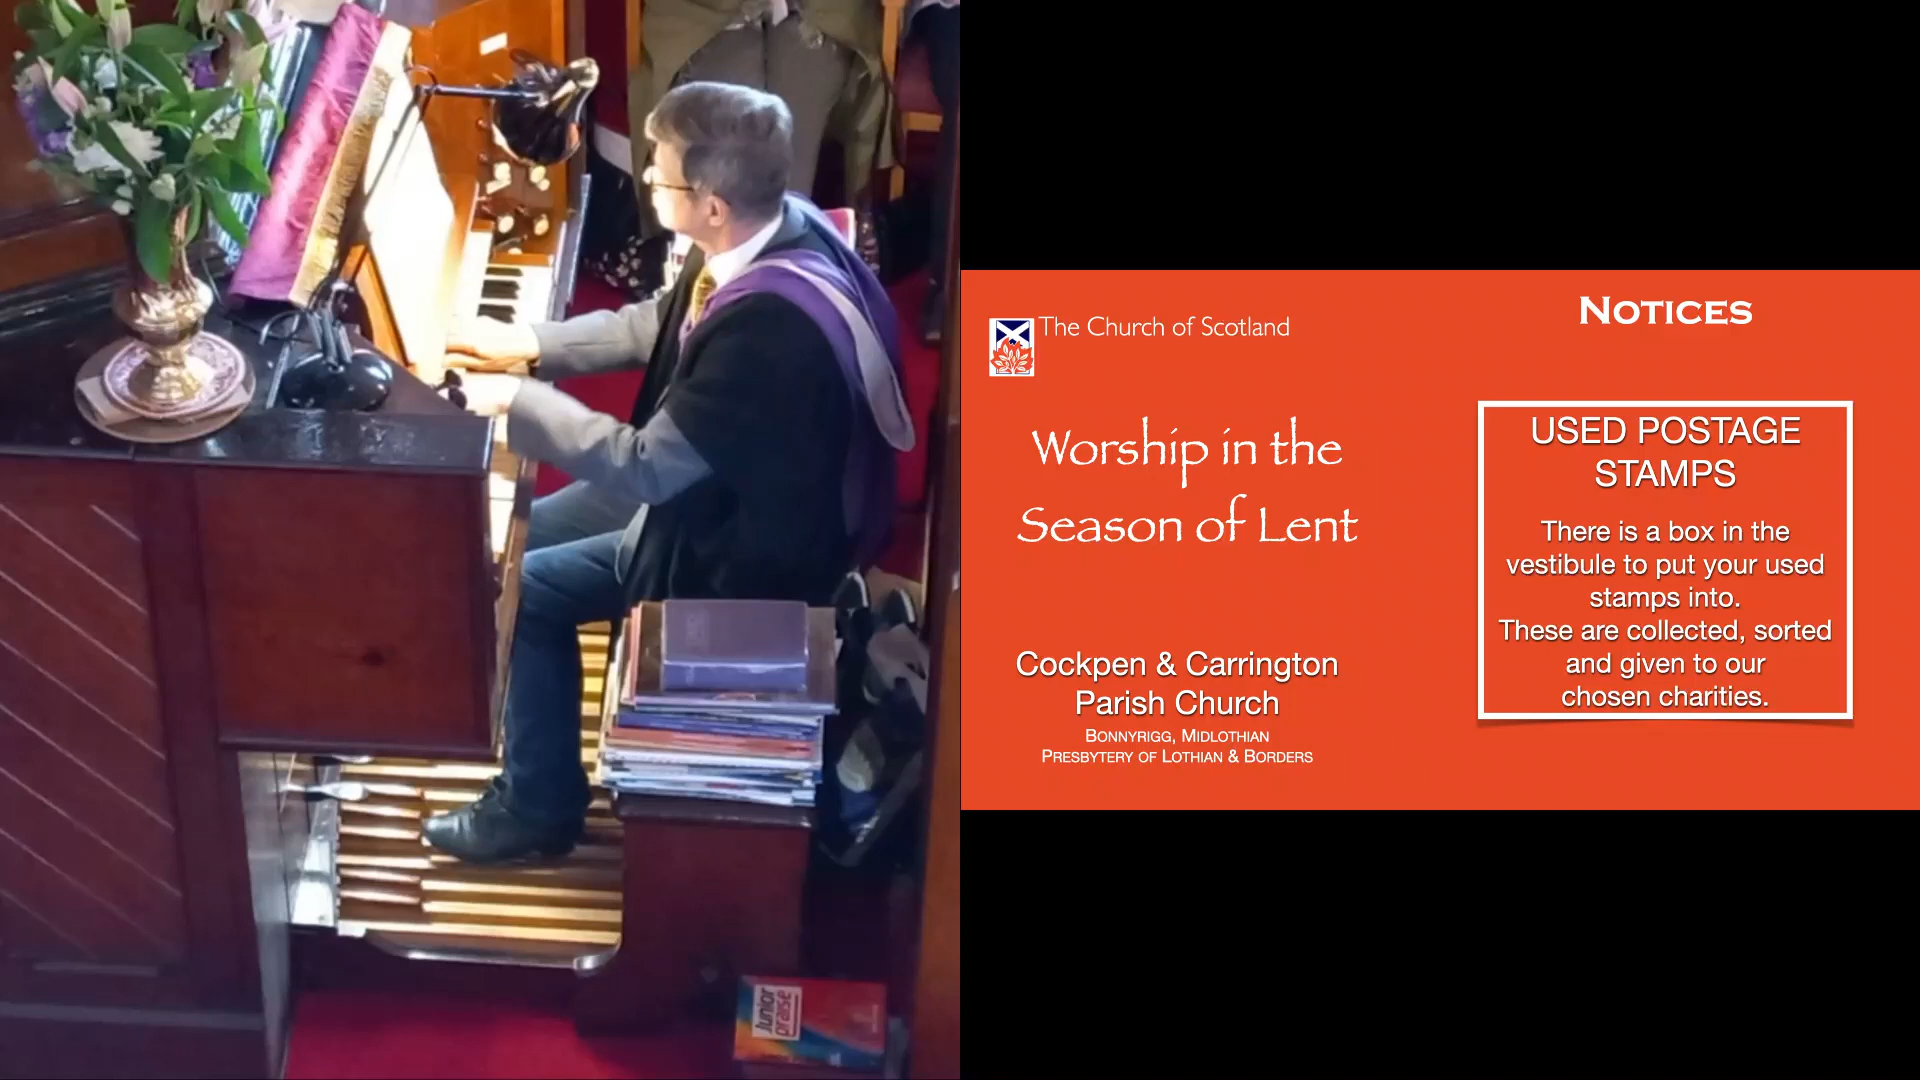 Junior
praise
The Church of Scotland
Worship in the
Season of Lent
Cockpen & Carrington
Parish Church
Bonnyrigg, Midlothian
Presbytery of Lothian & Borders
Notices
USED POSTAGE
STAMPS
There is a box in the
vestibule to put your used
stamps into.
These are collected, sorted
and given to our
chosen charities.